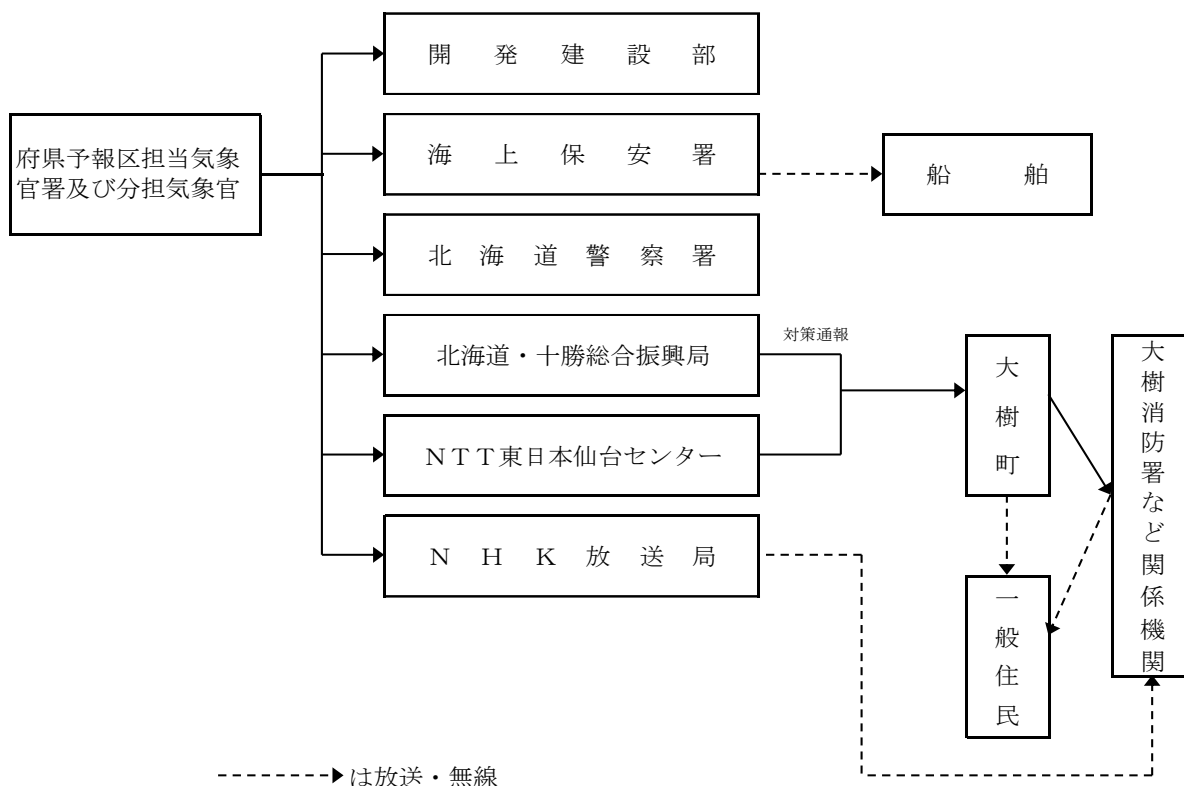 開発建設部
府県予報区担当気象
官署及び分担気象官
海上保安署
船舶
北海道警察署
対策通報
北海道・十勝総合振興局
大樹町
大樹消防署など関係機関
ＮＴＴ東日本仙台センター
ＮＨＫ放送局
一般住民
は放送・無線